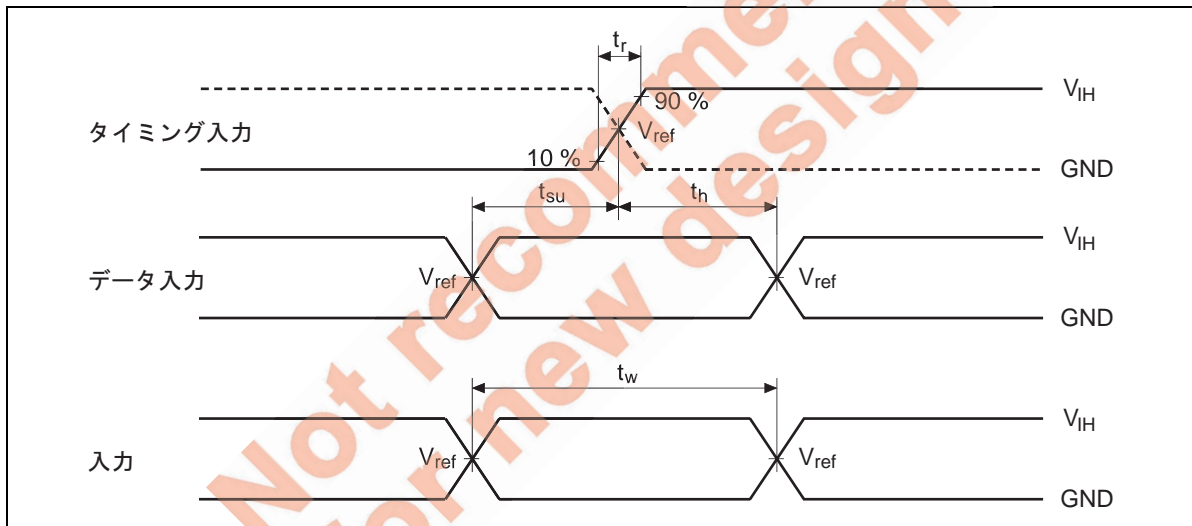 tr
90 %
VIH
タイミング入力
Vref
10 %
GND
tsu
th
VIH
データ入力
Vref
Vref
GND
tw
VIH
入力
Vref
Vref
GND
Not recomme
for new design